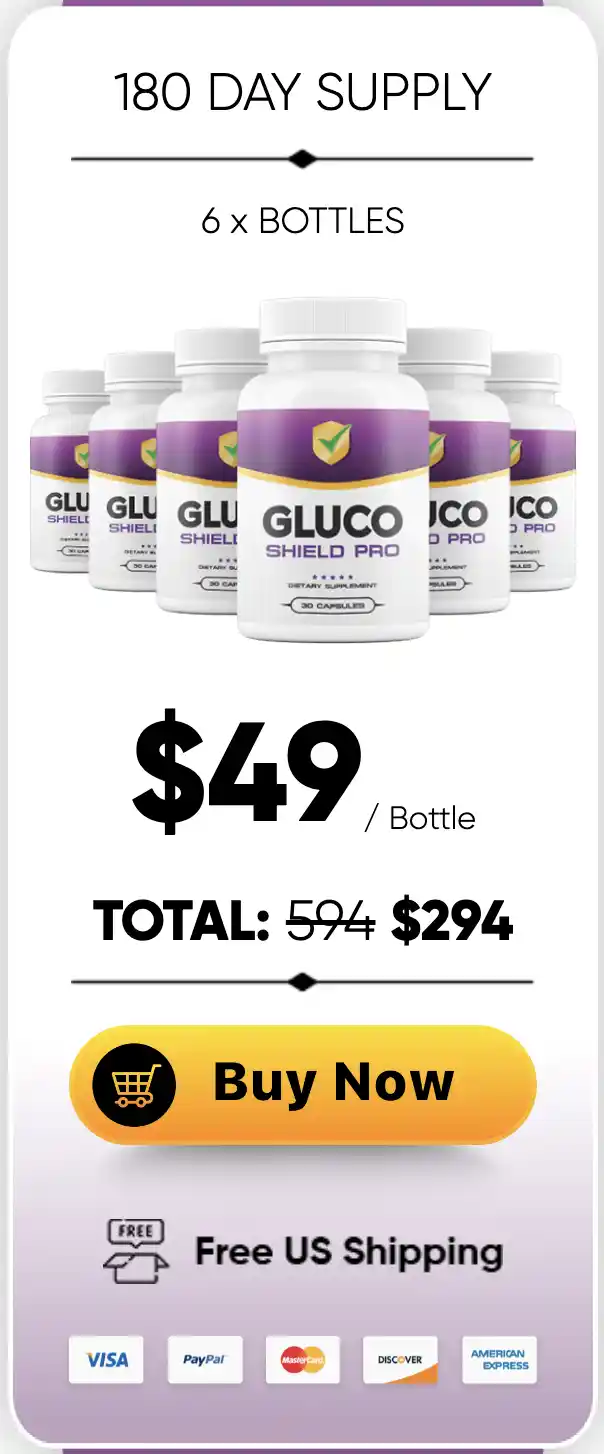 180 DAY SUPPLY
6 x BOTTLES
GLUCO
SHIELD PRO
DIETARY SUPPLEMENT
30 CAPSULES
$49 / Bottle
TOTAL: 594 $294
Buy Now
FREE
Free US Shipping
VISA
PayPal
MasterCard
DISCOVER
AMERICAN
EXPRESS